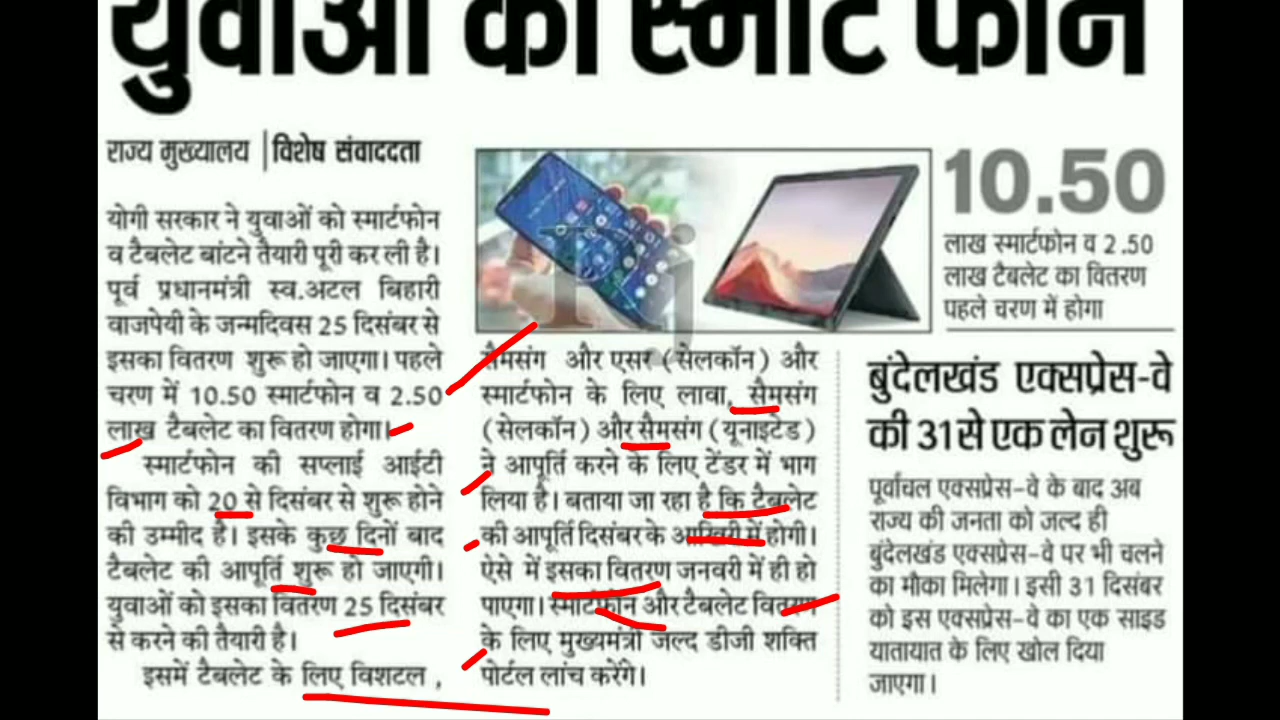 युवाओं को स्मार्ट फोन
राज्य मुख्यालय | विशेष संवाददता
योगी सरकार ने युवाओं को स्मार्टफोन
व टैबलेट बांटने तैयारी पूरी कर ली है।
पूर्व प्रधानमंत्री स्व.अटल बिहारी
वाजपेयी के जन्मदिवस 25 दिसंबर से
इसका वितरण शुरू हो जाएगा। पहले
चरण में 10.50 स्मार्टफोन व 2.50
लाख टैबलेट का वितरण होगा।
स्मार्टफोन की सप्लाई आईटी
विभाग को 20 से दिसंबर से शुरू होने
की उम्मीद है। इसके कुछ दिनों बाद
टैबलेट की आपूर्ति शुरू हो जाएगी।
युवाओं को इसका वितरण 25 दिसंबर
से करने की तैयारी है।
इसमें टैबलेट के लिए विशटल ,
सैमसंग और एसर (सेलकॉन) और
स्मार्टफोन के लिए लावा, सैमसंग
(सेलकॉन) और सैमसंग (यूनाइटेड)
ने आपूर्ति करने के लिए टेंडर में भाग
लिया है। बताया जा रहा है कि टैबलेट
की आपूर्ति दिसंबर के आखिरी में होगी।
ऐसे में इसका वितरण जनवरी में ही हो
पाएगा। स्मार्टफोन और टैबलेट वितरण
के लिए मुख्यमंत्री जल्द डीजी शक्ति
पोर्टल लांच करेंगे।
10.50
लाख स्मार्टफोन व 2.50
लाख टैबलेट का वितरण
पहले चरण में होगा
बुंदेलखंड एक्सप्रेस-वे
की 31 से एक लेन शुरू
पूर्वांचल एक्सप्रेस-वे के बाद अब
राज्य की जनता को जल्द ही
बुंदेलखंड एक्सप्रेस-वे पर भी चलने
का मौका मिलेगा। इसी 31 दिसंबर
को इस एक्सप्रेस-वे का एक साइड
यातायात के लिए खोल दिया
जाएगा।